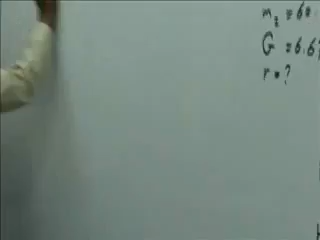 m₂ = 60
G = 6.67
r = ?